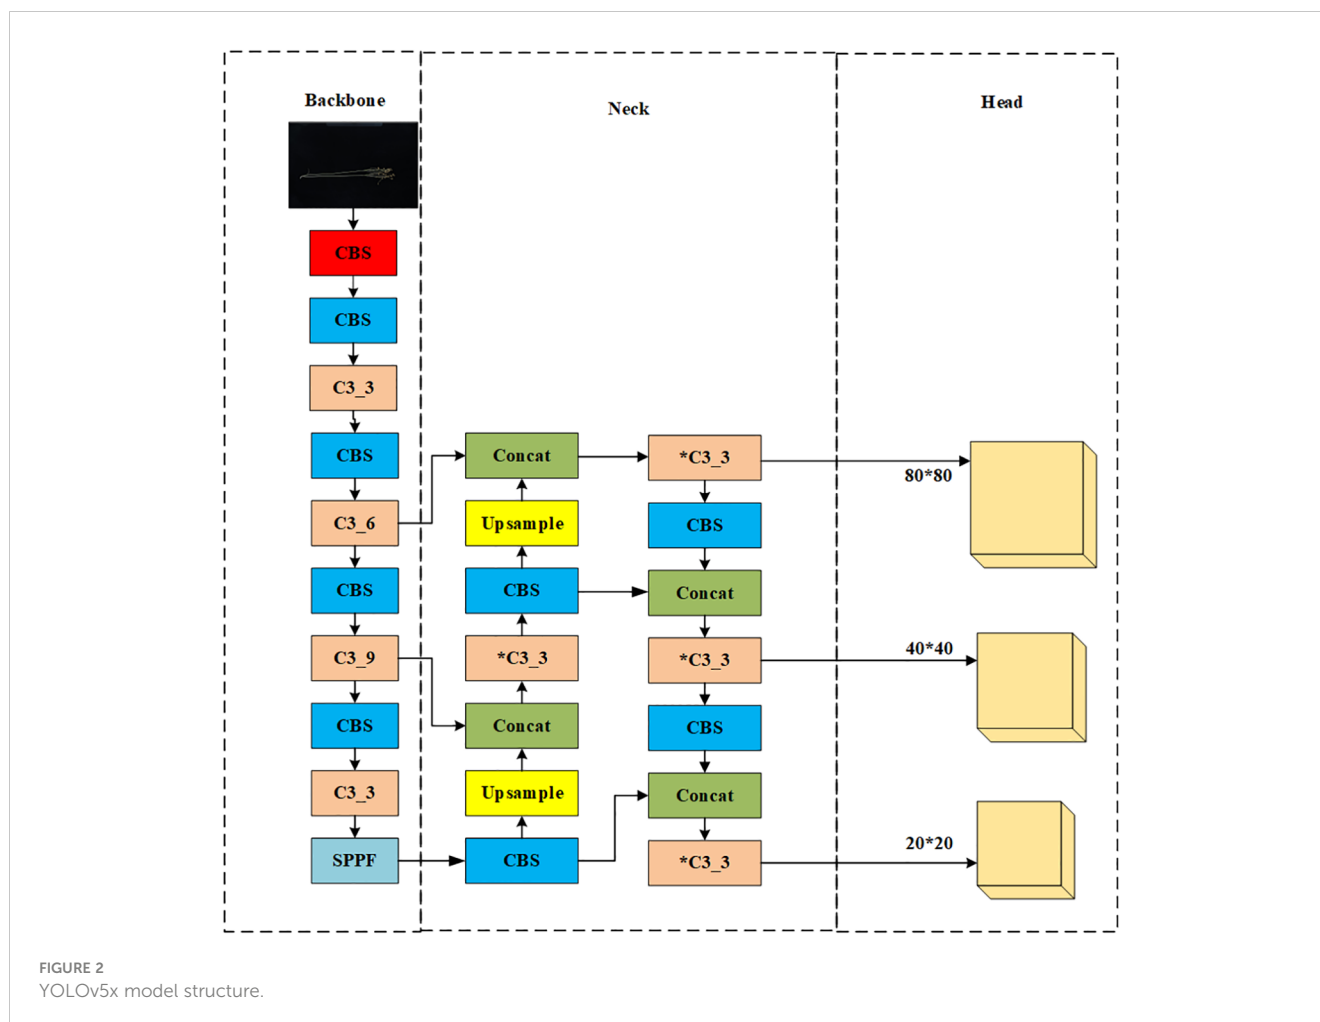 Backbone
CBS
CBS
C3_3
CBS
C3_6
CBS
C3_9
CBS
C3_3
SPPF
Neck
Concat
Upsample
CBS
*C3_3
Concat
Upsample
CBS
*C3_3
CBS
Concat
*C3_3
CBS
Concat
*C3_3
Head
80*80
40*40
20*20
FIGURE 2
YOLOv5x model structure.